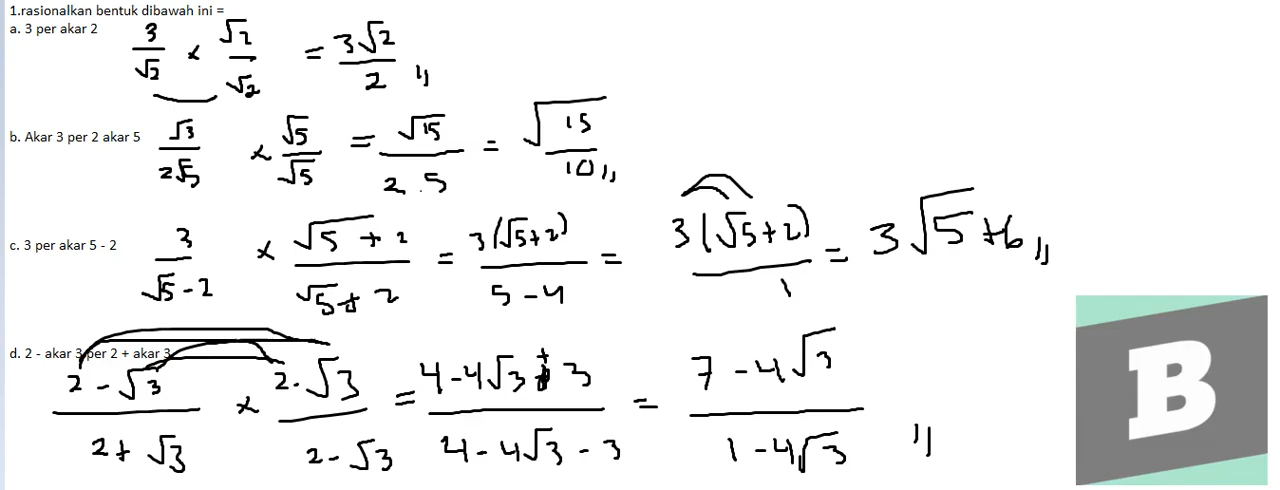 1.rasionalkan bentuk dibawah ini =
a. 3 per akar 2
3/√2 × √2/√2 = 3√2/2 ,,
b. Akar 3 per 2 akar 5
√3/2√5 × √5/√5 = √15/2.5 = √15/10 ,,
c. 3 per akar 5 - 2
3/√5-2 × √5+2/√5+2 = 3(√5+2)/5-4 = 3(√5+2)/1 = 3√5+6 ,,
d. 2 - akar 3 per 2 + akar 3
2-√3/2+√3 × 2-√3/2-√3 = 4-4√3+3/4-4√3-3 = 7-4√3/1-4√3 ,,
B